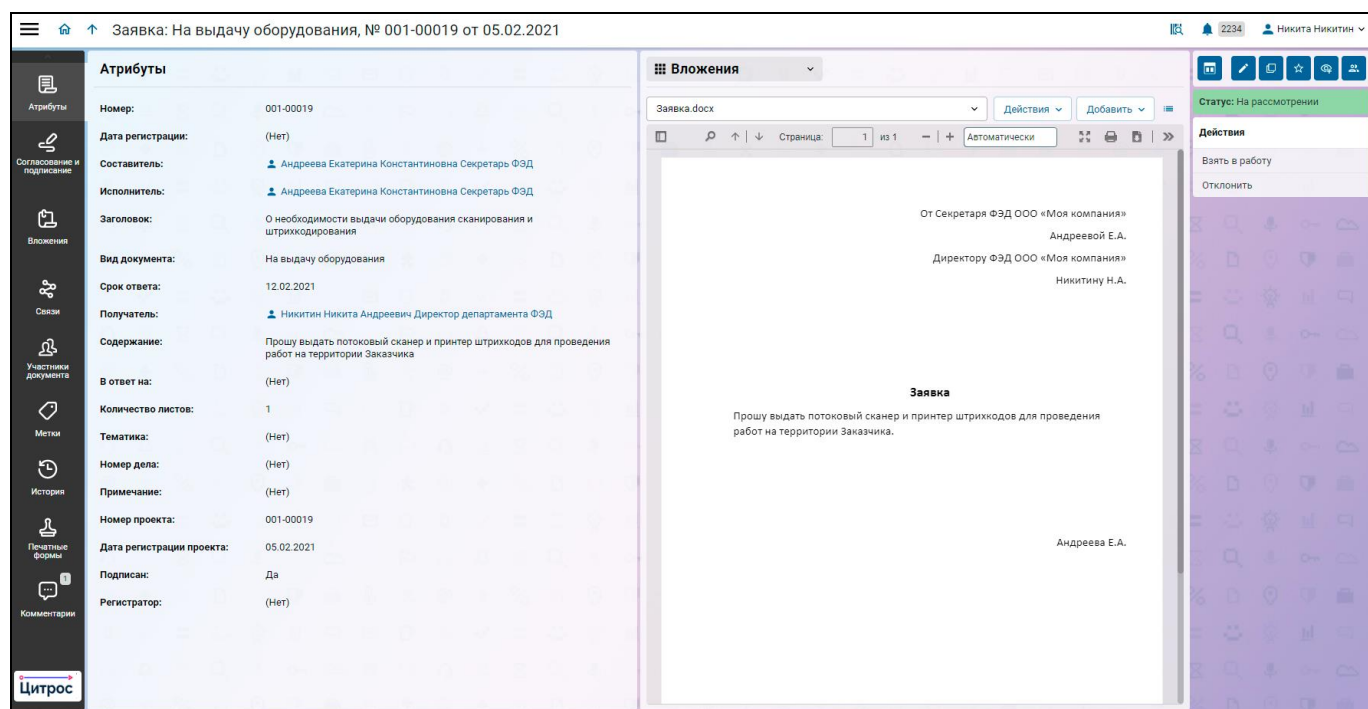 Заявка: На выдачу оборудования, № 001-00019 от 05.02.2021
2234
Никита Никитин
Атрибуты
Согласование и
подписание
Вложения
Связи
Участники
документа
Метки
История
Печатные
формы
1
Комментарии
Цитрос
Атрибуты
Номер: 001-00019
Дата регистрации: (Нет)
Составитель: Андреева Екатерина Константиновна Секретарь ФЭД
Исполнитель: Андреева Екатерина Константиновна Секретарь ФЭД
Заголовок: О необходимости выдачи оборудования сканирования и
штрихкодирования
Вид документа: На выдачу оборудования
Срок ответа: 12.02.2021
Получатель: Никитин Никита Андреевич Директор департамента ФЭД
Содержание: Прошу выдать потоковый сканер и принтер штрихкодов для проведения
работ на территории Заказчика
В ответ на: (Нет)
Количество листов: 1
Тематика: (Нет)
Номер дела: (Нет)
Примечание: (Нет)
Номер проекта: 001-00019
Дата регистрации проекта: 05.02.2021
Подписан: Да
Регистратор: (Нет)
Вложения
Заявка.docx
Действия
Добавить
Страница: 1 из 1
Автоматически
От Секретаря ФЭД ООО «Моя компания»
Андреевой Е.А.
Директору ФЭД ООО «Моя компания»
Никитину Н.А.
Заявка
Прошу выдать потоковый сканер и принтер штрихкодов для проведения
работ на территории Заказчика.
Андреева Е.А.
Статус: На рассмотрении
Действия
Взять в работу
Отклонить